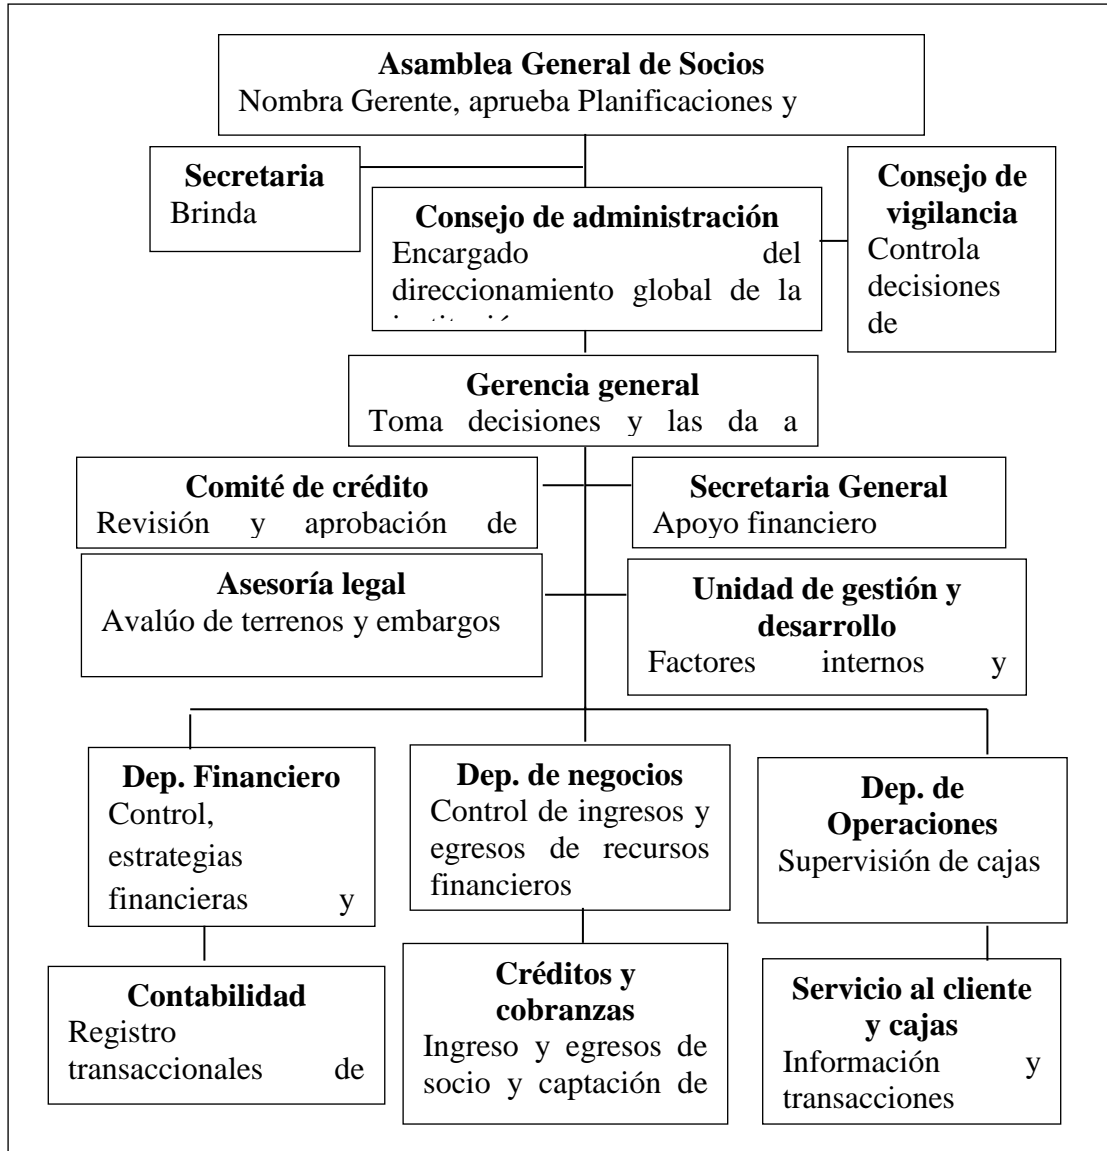 Asamblea General de Socios
Nombra Gerente, aprueba Planificaciones y
Secretaria
Brinda
Consejo de administración
Encargado del
direccionamiento global de la
Consejo de
vigilancia
Controla
decisiones
de
Gerencia general
Toma decisiones y las da a
Comité de crédito
Revisión y aprobación de
Secretaria General
Apoyo financiero
Asesoría legal
Avalúo de terrenos y embargos
Unidad de gestión y
desarrollo
Factores internos y
Dep. Financiero
Control,
estrategias
financieras y
Dep. de negocios
Control de ingresos y
egresos de recursos
financieros
Dep. de
Operaciones
Supervisión de cajas
Contabilidad
Registro
transaccionales de
Créditos y
cobranzas
Ingreso y egresos de
socio y captación de
Servicio al cliente
y cajas
Información y
transacciones